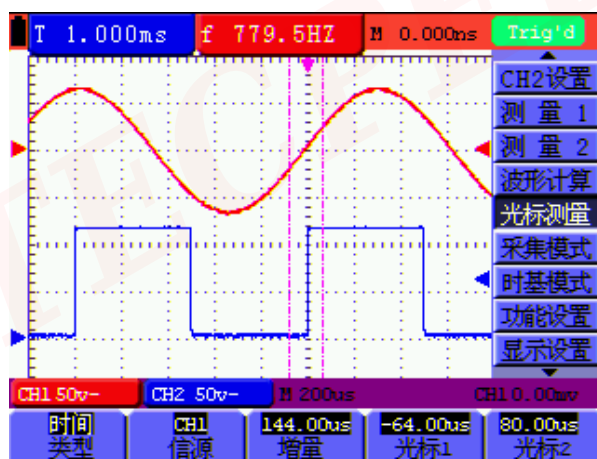 T 1.000ms f 779.5HZ M 0.000ns Trig'd
CH2设置
测 量 1
测 量 2
波形计算
光标测量
采集模式
时基模式
功能设置
显示设置
CH1 50v~ CH2 50v~ M 200us CH1 0.00mv
时间 CH1 144.00us -64.00us 80.00us
类型 信源 增量 光标1 光标2